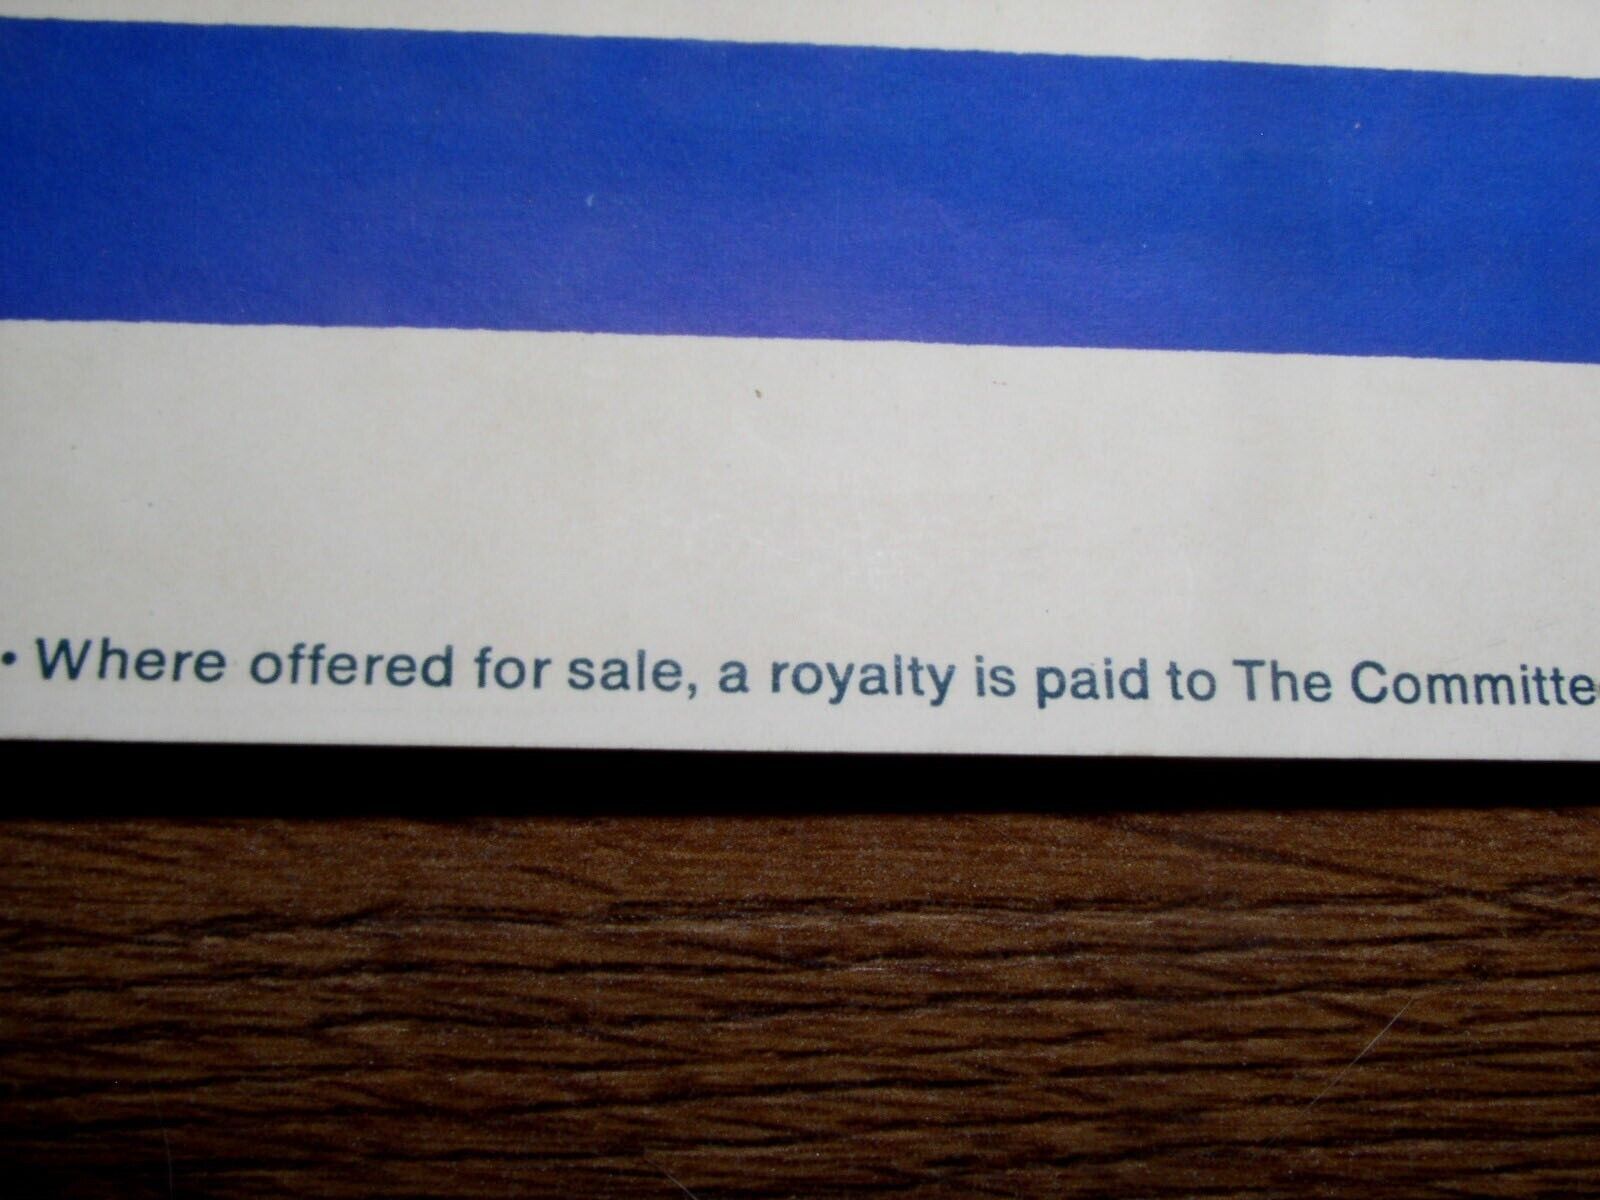 • Where offered for sale, a royalty is paid to The Committe